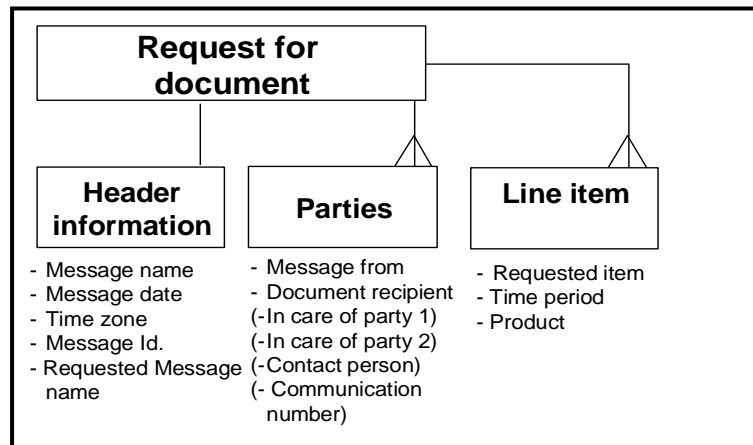 Request for
document
Header
information
- Message name
- Message date
- Time zone
- Message Id.
- Requested Message
name
Parties
- Message from
- Document recipient
(-In care of party 1)
(-In care of party 2)
(-Contact person)
(- Communication
number)
Line item
- Requested item
- Time period
- Product